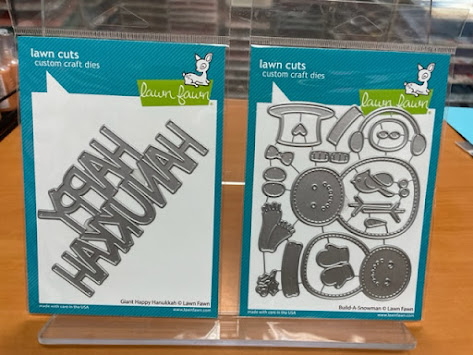 lawn cuts
custom craft dies
lawn fawn
HAPPY
HANUKKAH
Giant Happy Hanukkah © Lawn Fawn
made with care in the USA
www.lawnfawn.com
lawn cuts
custom craft dies
lawn fawn
Build-A-Snowman © Lawn Fawn
made with care in the USA
www.lawnfawn.com